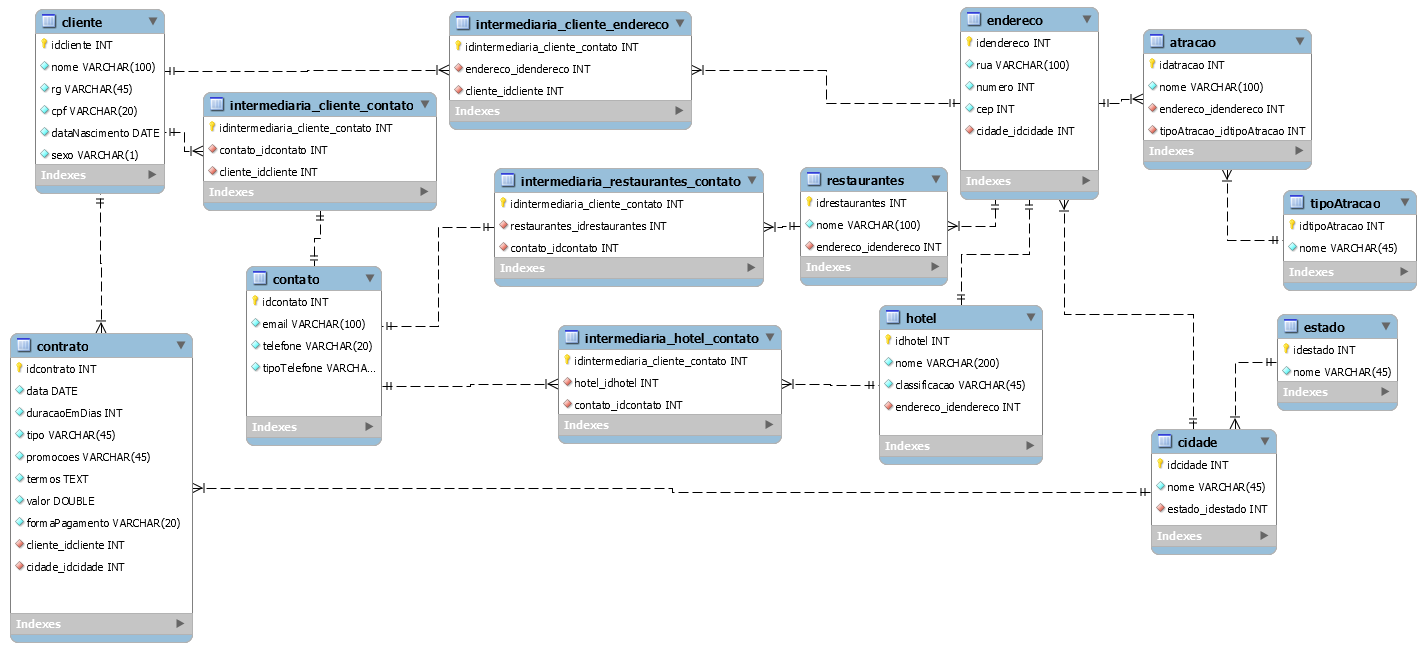 cliente
idcliente INT
nome VARCHAR(100)
rg VARCHAR(45)
cpf VARCHAR(20)
dataNascimento DATE
sexo VARCHAR(1)
Indexes
intermediaria_cliente_endereco
idintermediaria_cliente_contato INT
endereco_idendereco INT
cliente_idcliente INT
Indexes
endereco
idendereco INT
rua VARCHAR(100)
numero INT
cep INT
cidade_idcidade INT
Indexes
atracao
idatracao INT
nome VARCHAR(100)
endereco_idendereco INT
tipoAtracao_idtipoAtracao INT
Indexes
intermediaria_cliente_contato
idintermediaria_cliente_contato INT
contato_idcontato INT
cliente_idcliente INT
Indexes
intermediaria_restaurantes_contato
idintermediaria_cliente_contato INT
restaurantes_idrestaurantes INT
contato_idcontato INT
Indexes
restaurantes
idrestaurantes INT
nome VARCHAR(100)
endereco_idendereco INT
Indexes
tipoAtracao
idtipoAtracao INT
nome VARCHAR(45)
Indexes
contato
idcontato INT
email VARCHAR(100)
telefone VARCHAR(20)
tipoTelefone VARCHA...
Indexes
intermediaria_hotel_contato
idintermediaria_cliente_contato INT
hotel_idhotel INT
contato_idcontato INT
Indexes
hotel
idhotel INT
nome VARCHAR(200)
classificacao VARCHAR(45)
endereco_idendereco INT
Indexes
estado
idestado INT
nome VARCHAR(45)
Indexes
contrato
idcontrato INT
data DATE
duracaoEmDias INT
tipo VARCHAR(45)
promocoes VARCHAR(45)
termos TEXT
valor DOUBLE
formaPagamento VARCHAR(20)
cliente_idcliente INT
cidade_idcidade INT
Indexes
cidade
idcidade INT
nome VARCHAR(45)
estado_idestado INT
Indexes